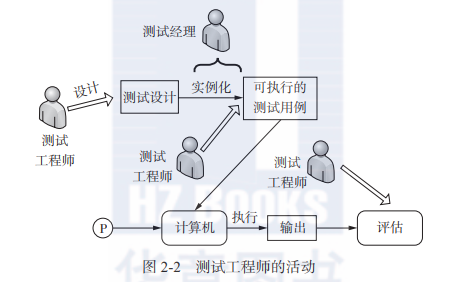 测试经理
设计
测试设计
实例化
可执行的
测试用例
测试
工程师
测试
工程师
测试
工程师
HZ Books
P
计算机
执行
输出
评估
图 2-2 测试工程师的活动
华章图书